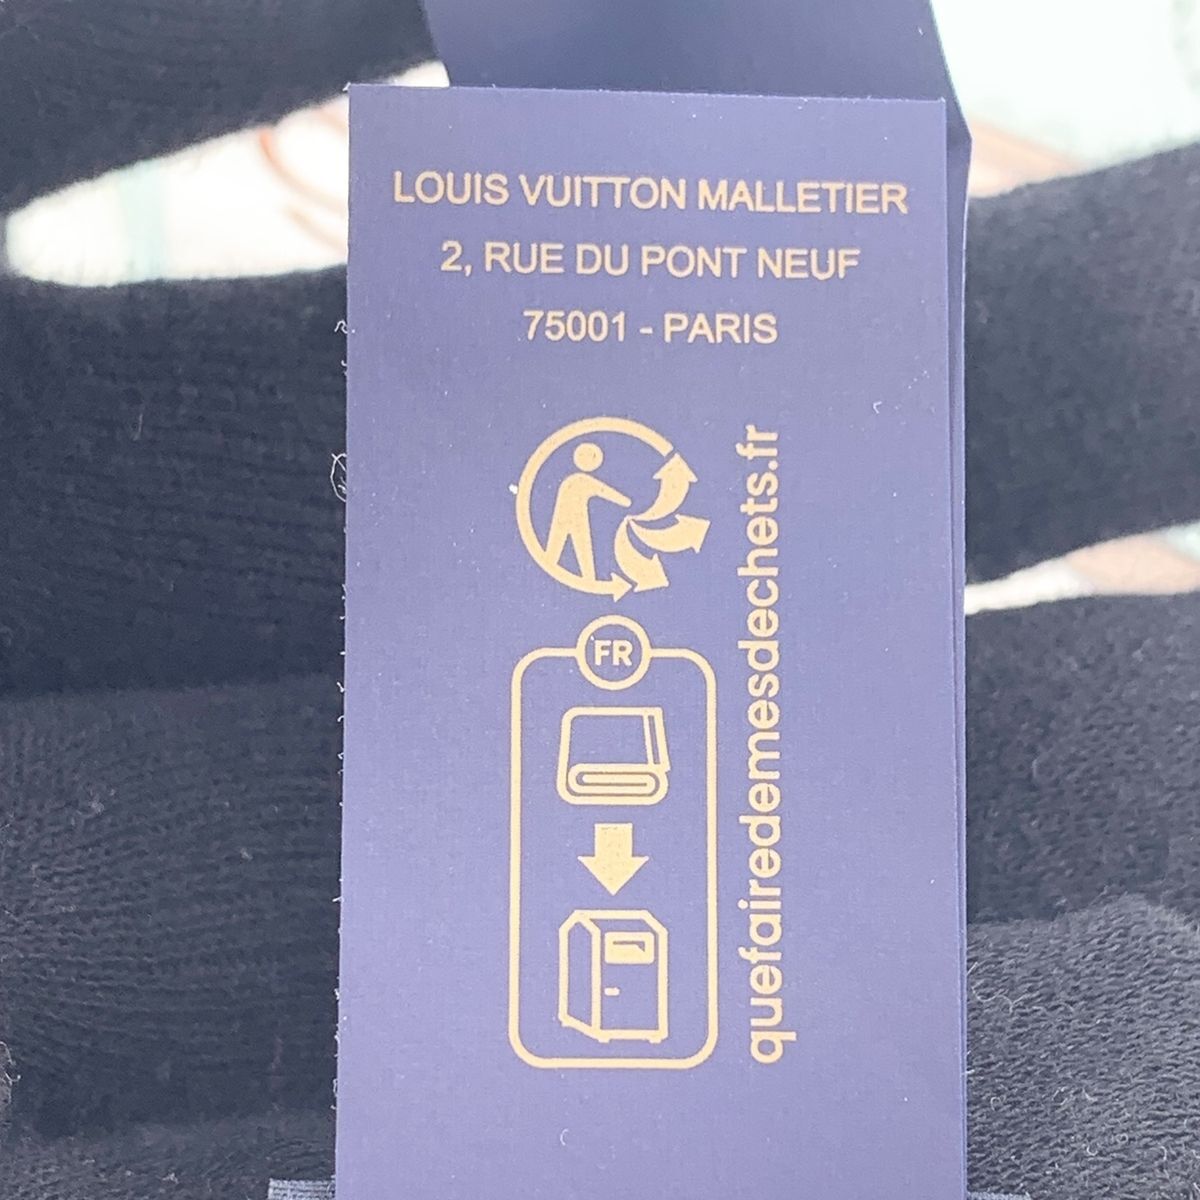 LOUIS VUITTON MALLETIER
2, RUE DU PONT NEUF
75001 - PARIS
FR
quefairedemesdechets.fr